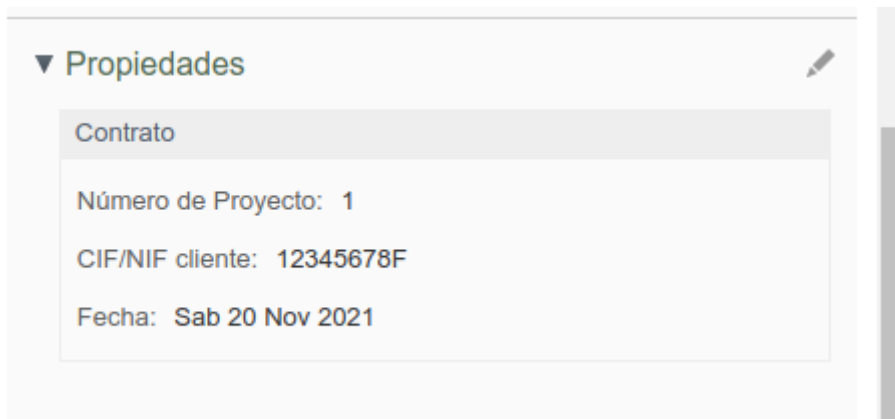 Propiedades
Contrato
Número de Proyecto: 1
CIF/NIF cliente: 12345678F
Fecha: Sab 20 Nov 2021